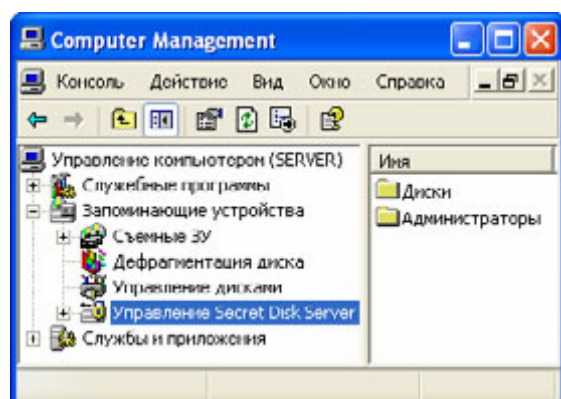 Computer Management
Консоль Действие Вид Окно Справка
Управление компьютером (SERVER)
Служебные программы
Запоминающие устройства
Съемные ЗУ
Дефрагментация диска
Управление дисками
Управление Secret Disk Server
Службы и приложения
Имя
Диски
Администраторы